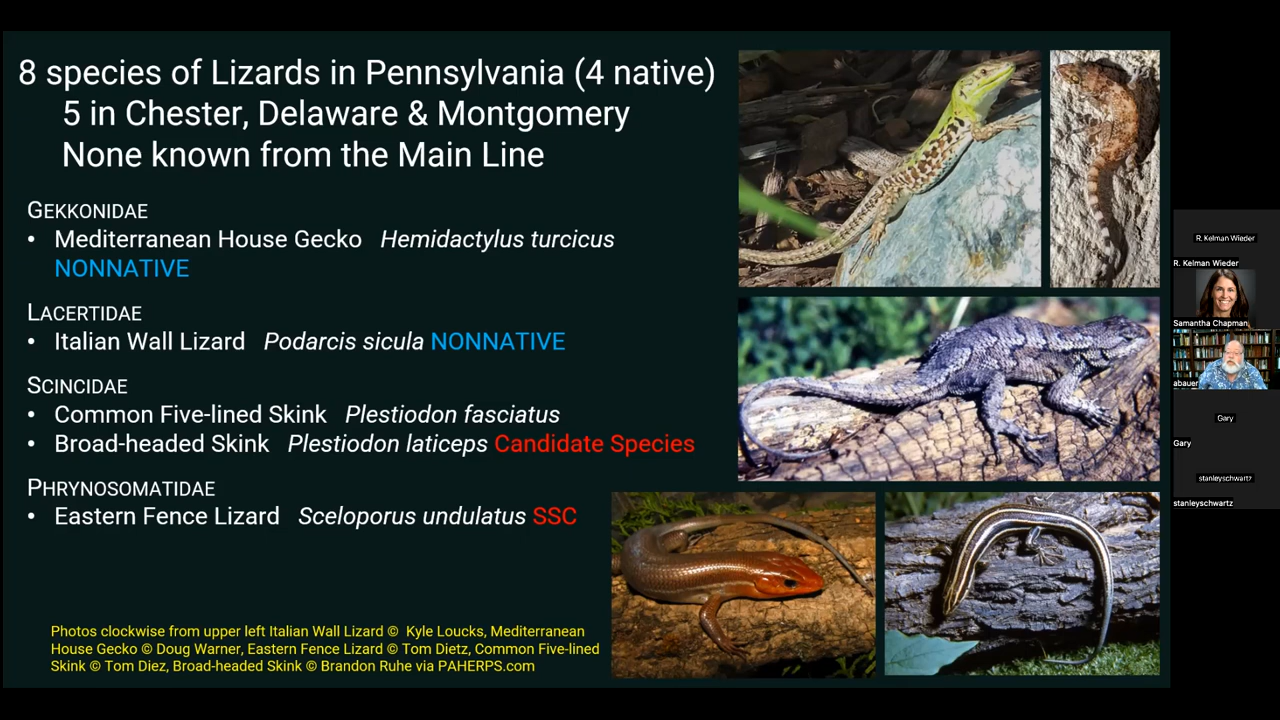 8 species of Lizards in Pennsylvania (4 native)
5 in Chester, Delaware & Montgomery
None known from the Main Line
GEKKONIDAE
• Mediterranean House Gecko Hemidactylus turcicus
NONNATIVE
LACERTIDAE
• Italian Wall Lizard Podarcis sicula NONNATIVE
SCINCIDAE
• Common Five-lined Skink Plestiodon fasciatus
• Broad-headed Skink Plestiodon laticeps Candidate Species
PHRYNOSOMATIDAE
• Eastern Fence Lizard Sceloporus undulatus SSC
Photos clockwise from upper left Italian Wall Lizard © Kyle Loucks, Mediterranean
House Gecko © Doug Warner, Eastern Fence Lizard © Tom Dietz, Common Five-lined
Skink © Tom Diez, Broad-headed Skink © Brandon Ruhe via PAHERPS.com
R. Kelman Wieder
R. Kelman Wieder
Samantha Chapman
abauer
Gary
Gary
stanleyschwartz
stanleyschwartz